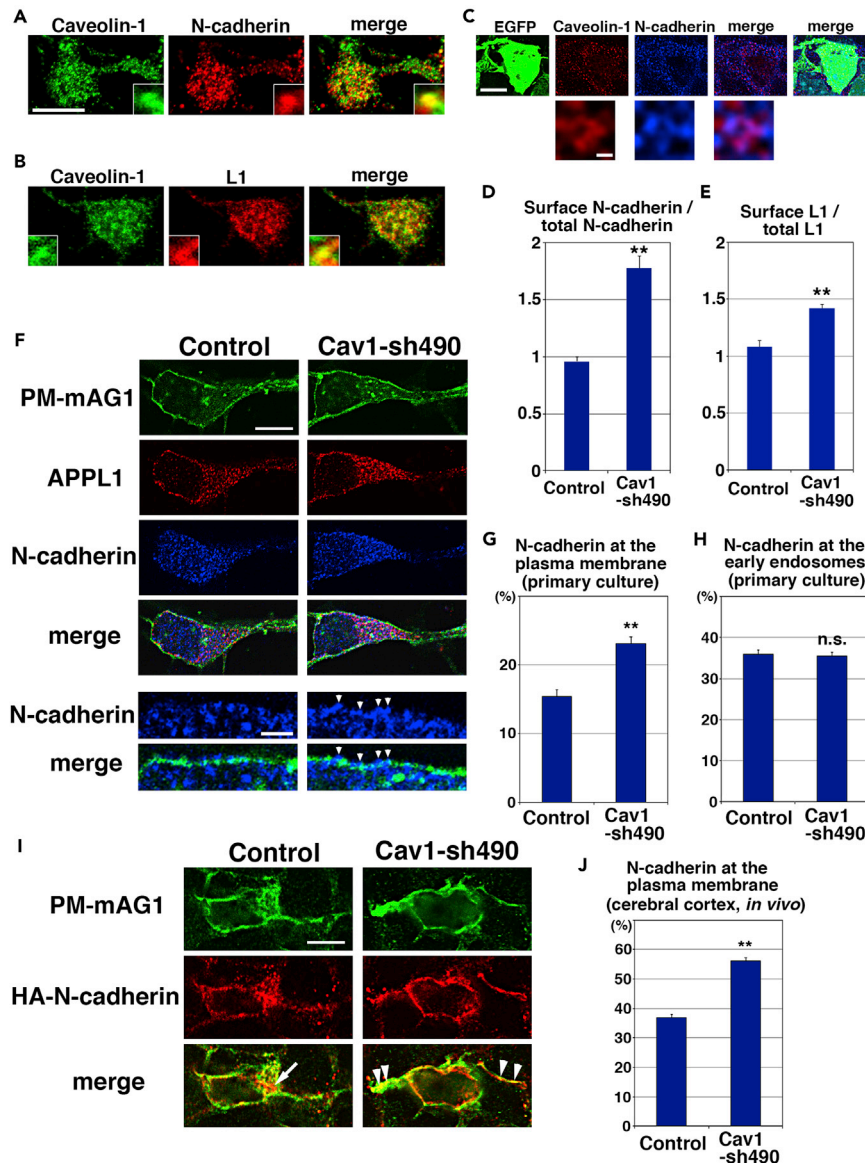 A
Caveolin-1 N-cadherin merge
B
Caveolin-1 L1 merge
C
EGFP Caveolin-1 N-cadherin merge merge
D
Surface N-cadherin /
total N-cadherin
2
**
1.5
1
0.5
0
Control Cav1
-sh490
E
Surface L1 /
total L1
2
**
1.5
1
0.5
0
Control Cav1
-sh490
F
Control Cav1-sh490
PM-mAG1
APPL1
N-cadherin
merge
N-cadherin
merge
G
N-cadherin at the
plasma membrane
(primary culture)
(%)
**
20
10
0
Control Cav1
-sh490
H
N-cadherin at the
early endosomes
(primary culture)
(%)
50
n.s.
40
30
20
10
0
Control Cav1
-sh490
I
Control Cav1-sh490
PM-mAG1
HA-N-cadherin
merge
J
N-cadherin at the
plasma membrane
(cerebral cortex, in vivo)
(%)
60
**
50
40
30
20
10
0
Control Cav1
-sh490